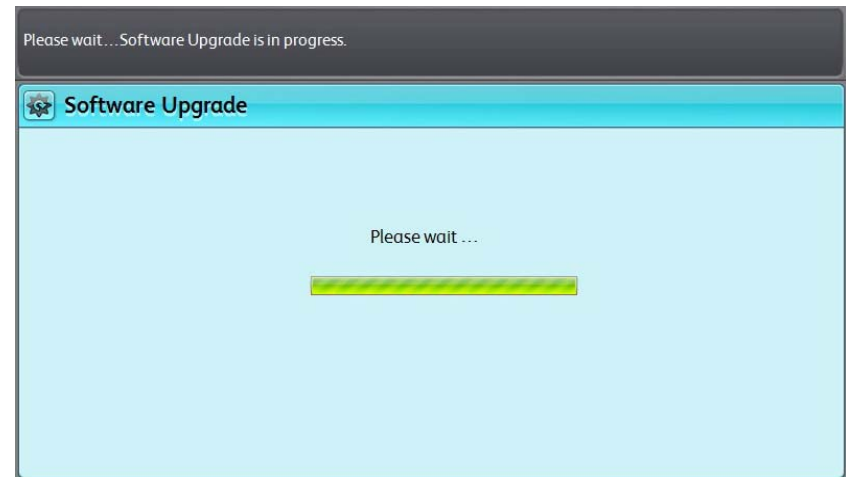 Please wait...Software Upgrade is in progress.
Software Upgrade
Please wait ...